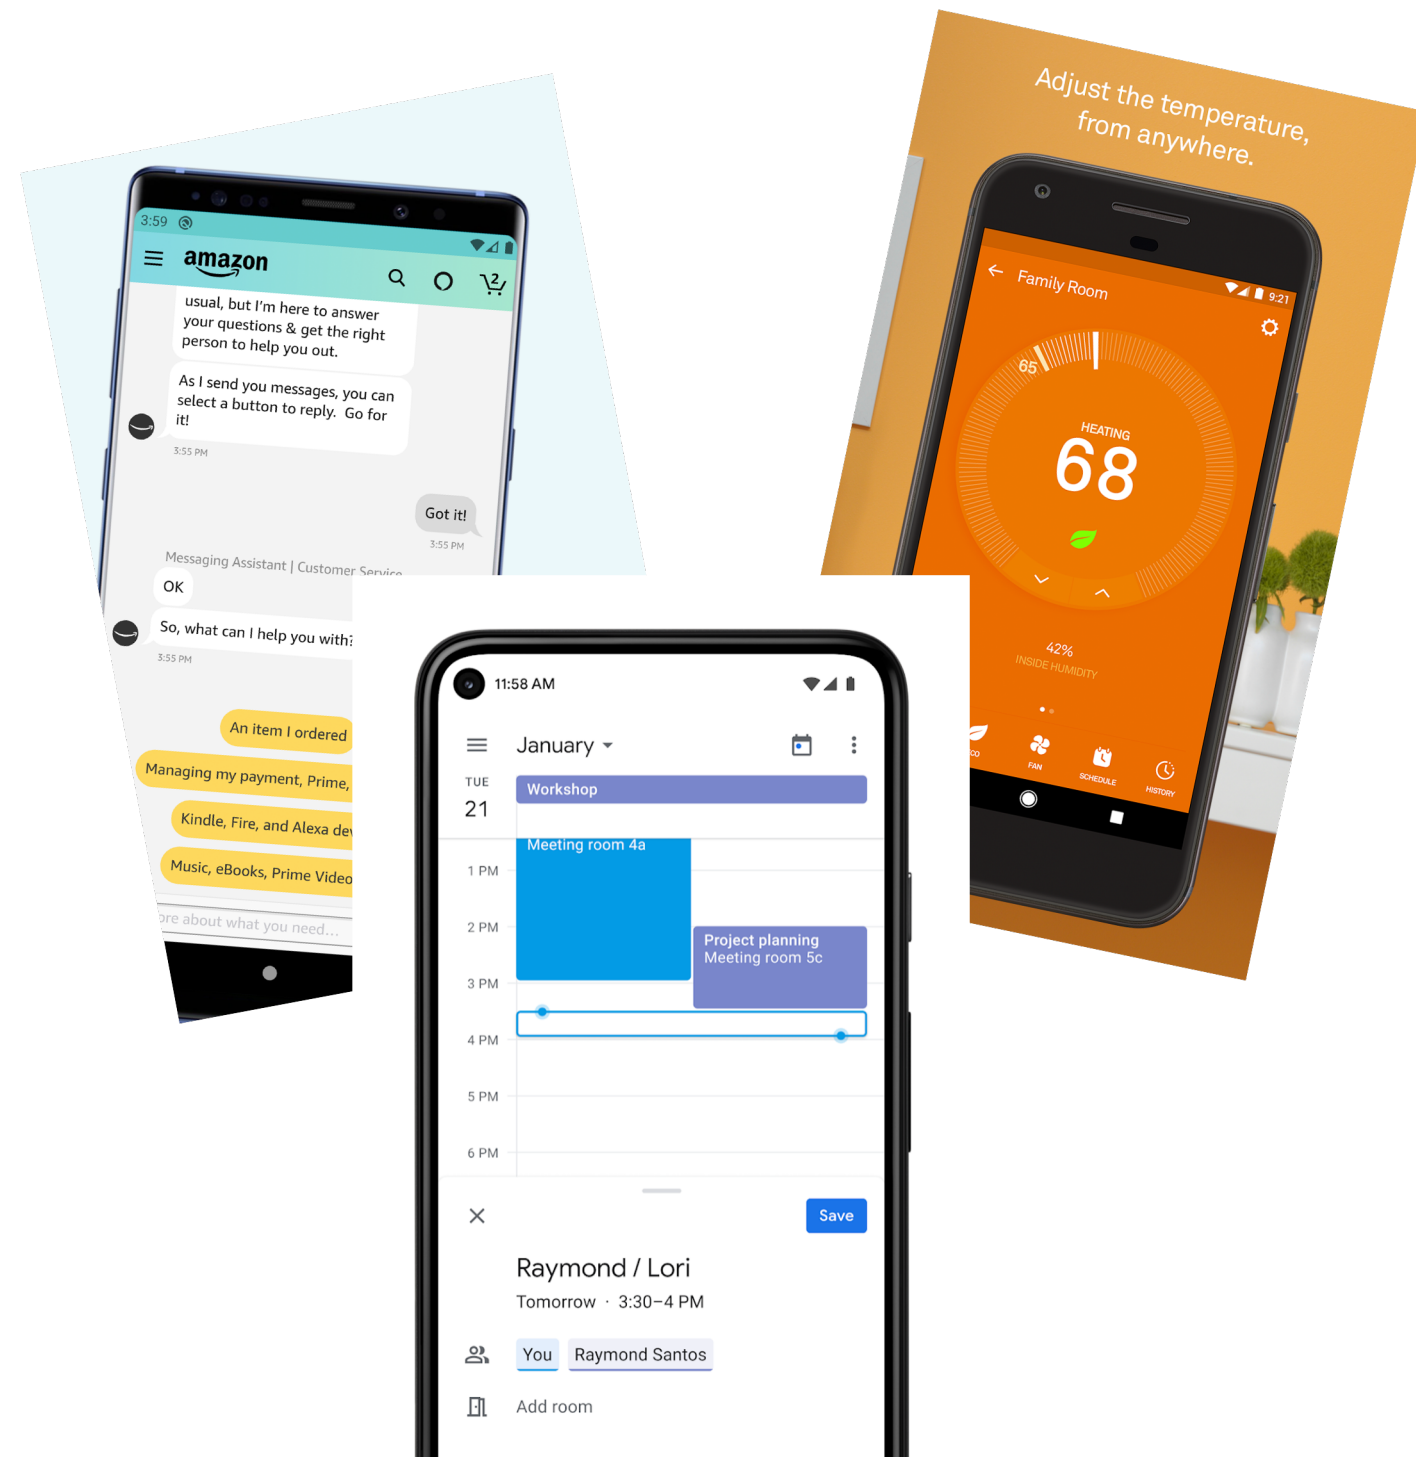 3:59
amazon
2
usual, but I'm here to answer
your questions & get the right
person to help you out.
As I send you messages, you can
select a button to reply. Go for
it!
3:55 PM
Got it!
3:55 PM
Messaging Assistant | Customer Service
OK
So, what can I help you with?
3:55 PM
An item I ordered
Managing my payment, Prime,
Kindle, Fire, and Alexa
Music, eBooks, Prime Video
about what you need...
Adjust the temperature,
from anywhere.
9:21
Family Room
65
HEATING
68
42%
INSIDE HUMIDITY
FAN
SCHEDULE
HISTORY
11:58 AM
January
TUE
21
Workshop
Meeting room 4a
1 PM
2 PM
Project planning
Meeting room 5c
3 PM
4 PM
5 PM
6 PM
Save
Raymond / Lori
Tomorrow · 3:30–4 PM
You Raymond Santos
Add room